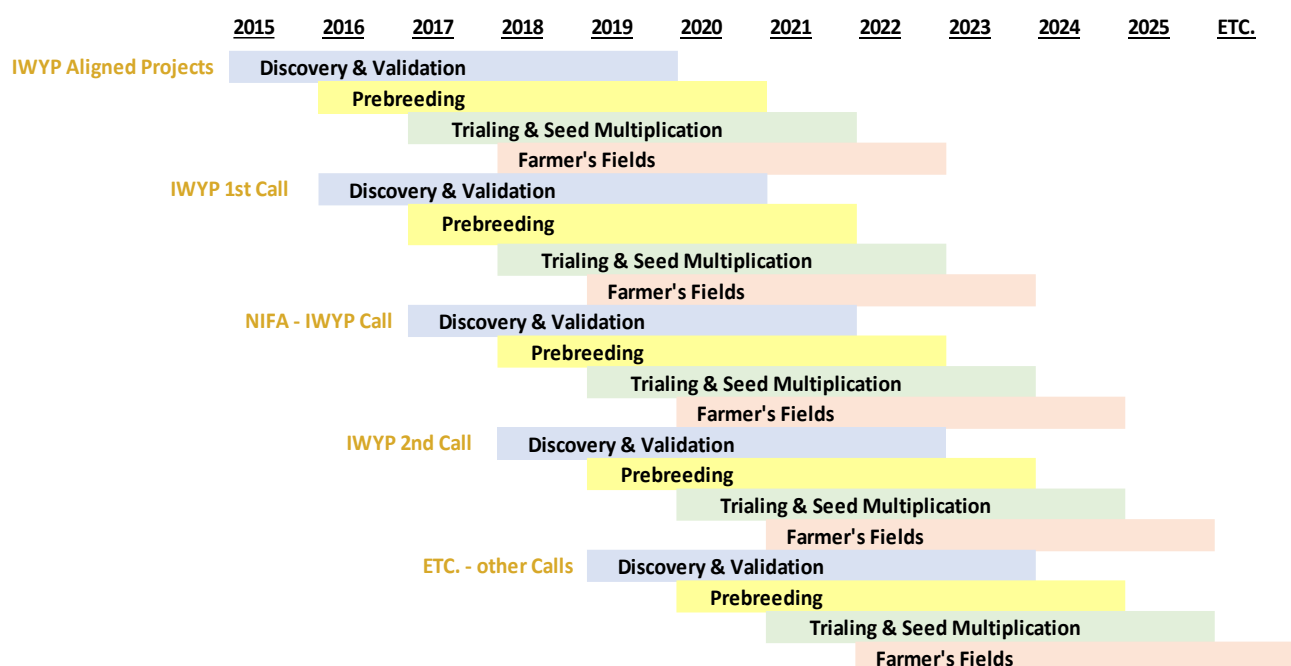 2015 2016 2017 2018 2019 2020 2021 2022 2023 2024 2025 ETC.
IWYP Aligned Projects Discovery & Validation
Prebreeding
Trialing & Seed Multiplication
Farmer's Fields
IWYP 1st Call Discovery & Validation
Prebreeding
Trialing & Seed Multiplication
Farmer's Fields
NIFA - IWYP Call Discovery & Validation
Prebreeding
Trialing & Seed Multiplication
Farmer's Fields
IWYP 2nd Call Discovery & Validation
Prebreeding
Trialing & Seed Multiplication
Farmer's Fields
ETC. - other Calls Discovery & Validation
Prebreeding
Trialing & Seed Multiplication
Farmer's Fields